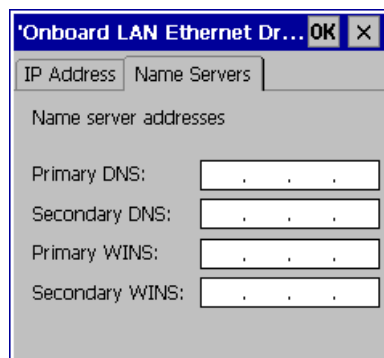 'Onboard LAN Ethernet Dr... OK ×
IP Address Name Servers
Name server addresses
Primary DNS: . . .
Secondary DNS: . . .
Primary WINS: . . .
Secondary WINS: . . .